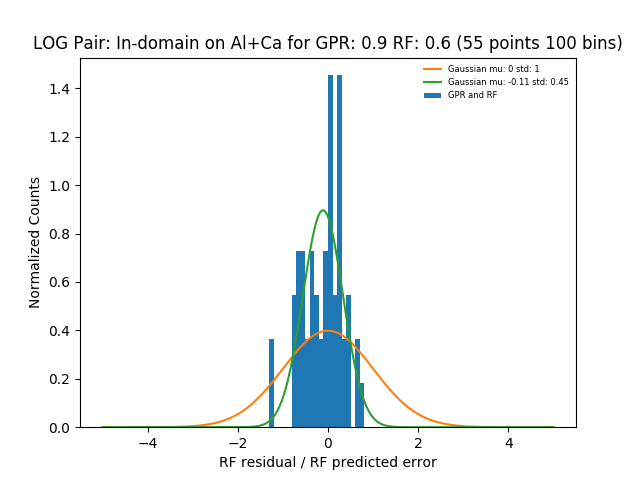 LOG Pair: In-domain on Al+Ca for GPR: 0.9 RF: 0.6 (55 points 100 bins)
Gaussian mu: 0 std: 1
Gaussian mu: -0.11 std: 0.45
GPR and RF
Normalized Counts
1.4
1.2
1.0
0.8
0.6
0.4
0.2
0.0
−4 −2 0 2 4
RF residual / RF predicted error